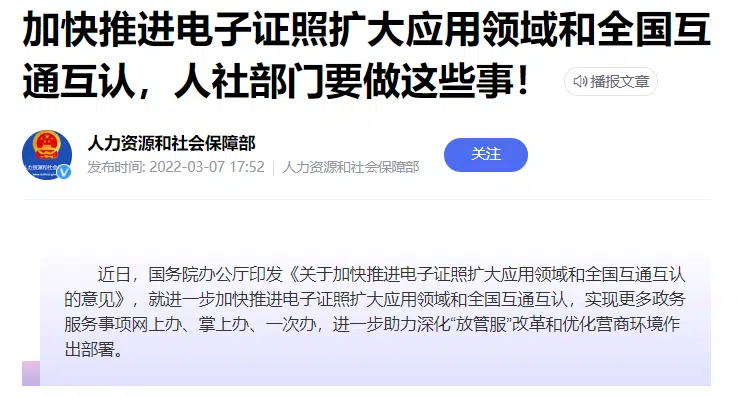 加快推进电子证照扩大应用领域和全国互
通互认，人社部门要做这些事！
播报文章
人力资源和社会保障部
发布时间: 2022-03-07 17:52
人力资源和社会保障部
关注
近日，国务院办公厅印发《关于加快推进电子证照扩大应用领域和全国互通互认
的意见》，就进一步加快推进电子证照扩大应用领域和全国互通互认，实现更多政务
服务事项网上办、掌上办、一次办，进一步助力深化“放管服”改革和优化营商环境作
出部署。